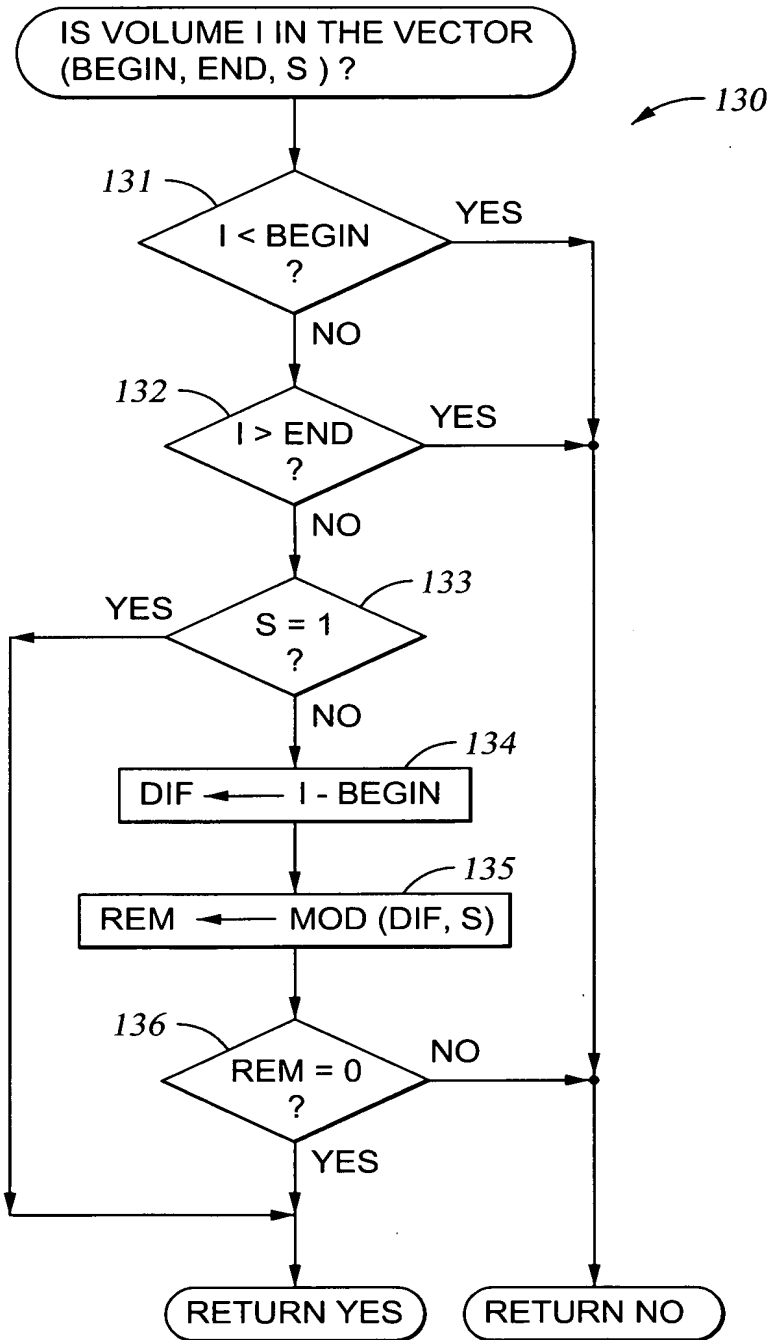 IS VOLUME I IN THE VECTOR
(BEGIN, END, S ) ?
130
131
I < BEGIN
?
YES
NO
132
I > END
?
YES
NO
133
YES
S = 1
?
NO
134
DIF ← I - BEGIN
135
REM ← MOD (DIF, S)
136
REM = 0
?
NO
YES
RETURN YES
RETURN NO